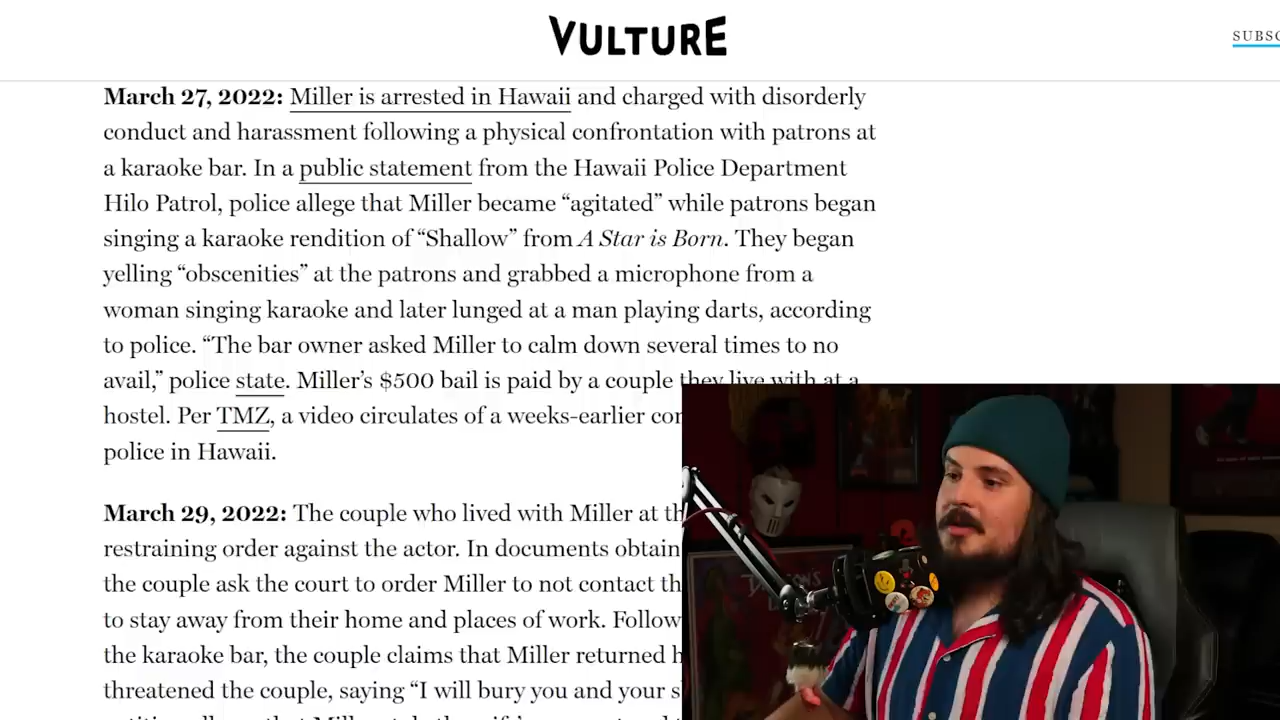 VULTURE
SUBSC
March 27, 2022: Miller is arrested in Hawaii and charged with disorderly
conduct and harassment following a physical confrontation with patrons at
a karaoke bar. In a public statement from the Hawaii Police Department
Hilo Patrol, police allege that Miller became “agitated” while patrons began
singing a karaoke rendition of “Shallow” from A Star is Born. They began
yelling “obscenities” at the patrons and grabbed a microphone from a
woman singing karaoke and later lunged at a man playing darts, according
to police. “The bar owner asked Miller to calm down several times to no
avail,” police state. Miller’s $500 bail is paid by a couple they live with at a
hostel. Per TMZ, a video circulates of a weeks-earlier con
police in Hawaii.
March 29, 2022: The couple who lived with Miller at th
restraining order against the actor. In documents obtain
the couple ask the court to order Miller to not contact th
to stay away from their home and places of work. Follow
the karaoke bar, the couple claims that Miller returned h
threatened the couple, saying “I will bury you and your s